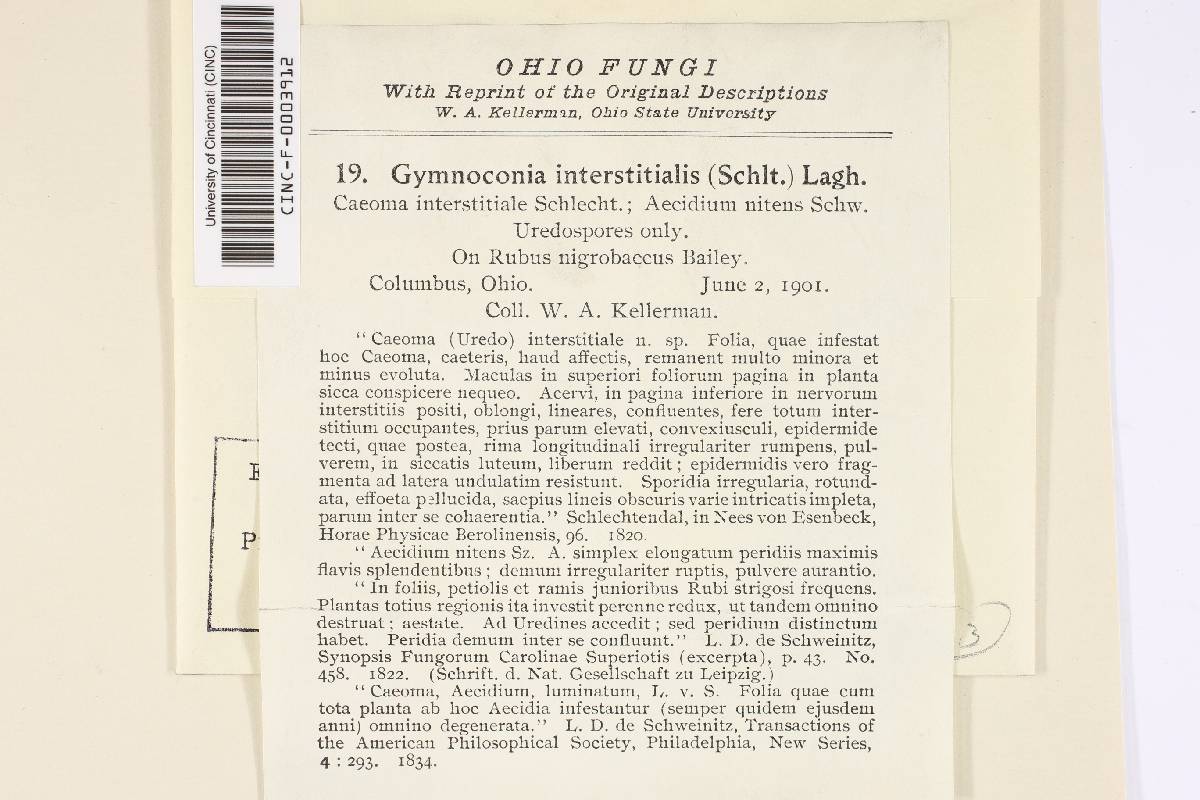 University of Cincinnati (CINC)
CINC-F-0003612
OHIO FUNGI
With Reprint of the Original Descriptions
W. A. Kellerman, Ohio State University
19. Gymnoconia interstitialis (Schlt.) Lagh.
Caeoma interstitiale Schlecht.; Aecidium nitens Schw.
Uredospores only.
On Rubus nigrobaccus Bailey.
Columbus, Ohio. June 2, 1901.
Coll. W. A. Kellerman.
"Caeoma (Uredo) interstitiale n. sp. Folia, quae infestat
hoc Caeoma, caeteris, haud affectis, remanent multo minora et
minus evoluta. Maculas in superiori foliorum pagina in planta
sicca conspicere nequeo. Acervi, in pagina inferiore in nervorum
interstitiis positi, oblongi, lineares, confluentes, fere totum inter-
stitium occupantes, prius parum elevati, convexiusculi, epidermide
tecti, quae postea, rima longitudinali irregulariter rumpens, pul-
verem, in siccatis luteum, liberum reddit; epidermidis vero frag-
menta ad latera undulatim resistunt. Sporidia irregularia, rotund-
ata, effoeta pellucida, saepius lineis obscuris varie intricatis impleta,
parum inter se cohaerentia." Schlechtendal, in Nees von Esenbeck,
Horae Physicae Berolinensis, 96. 1820.
"Aecidium nitens Sz. A. simplex elongatum peridiis maximis
flavis splendentibus; demum irregulariter ruptis, pulvere aurantio.
"In foliis, petiolis et ramis junioribus Rubi strigosi frequens.
Plantas totius regionis ita investit perenne redux, ut tandem omnino
destruat; aestate. Ad Uredines accedit; sed peridium distinctum
habet. Peridia demum inter se confluunt." L. D. de Schweinitz,
Synopsis Fungorum Carolinae Superiotis (excerpta), p. 43. No.
458. 1822. (Schrift. d. Nat. Gesellschaft zu Leipzig.)
"Caeoma, Aecidium, luminatum, L. v. S. Folia quae cum
tota planta ab hoc Aecidia infestantur (semper quidem ejusdem
anni) omnino degenerata." L. D. de Schweinitz, Transactions of
the American Philosophical Society, Philadelphia, New Series,
4 : 293. 1834.
P
3